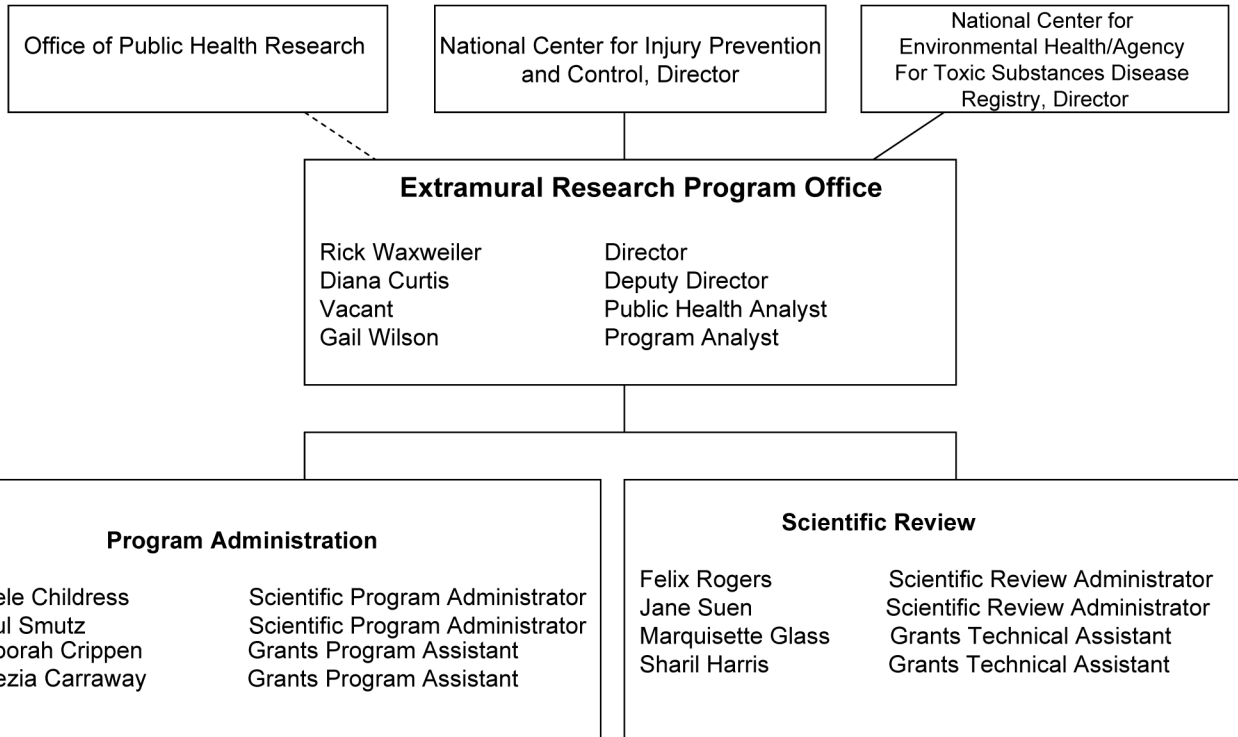 Office of Public Health Research
National Center for Injury Prevention
and Control, Director
National Center for
Environmental Health/Agency
For Toxic Substances Disease
Registry, Director
Extramural Research Program Office
Rick Waxweiler Director
Diana Curtis Deputy Director
Vacant Public Health Analyst
Gail Wilson Program Analyst
Program Administration
Childress Scientific Program Administrator
Smutz Scientific Program Administrator
Crippen Grants Program Assistant
Carraway Grants Program Assistant
Scientific Review
Felix Rogers Scientific Review Administrator
Jane Suen Scientific Review Administrator
Marquisette Glass Grants Technical Assistant
Sharil Harris Grants Technical Assistant